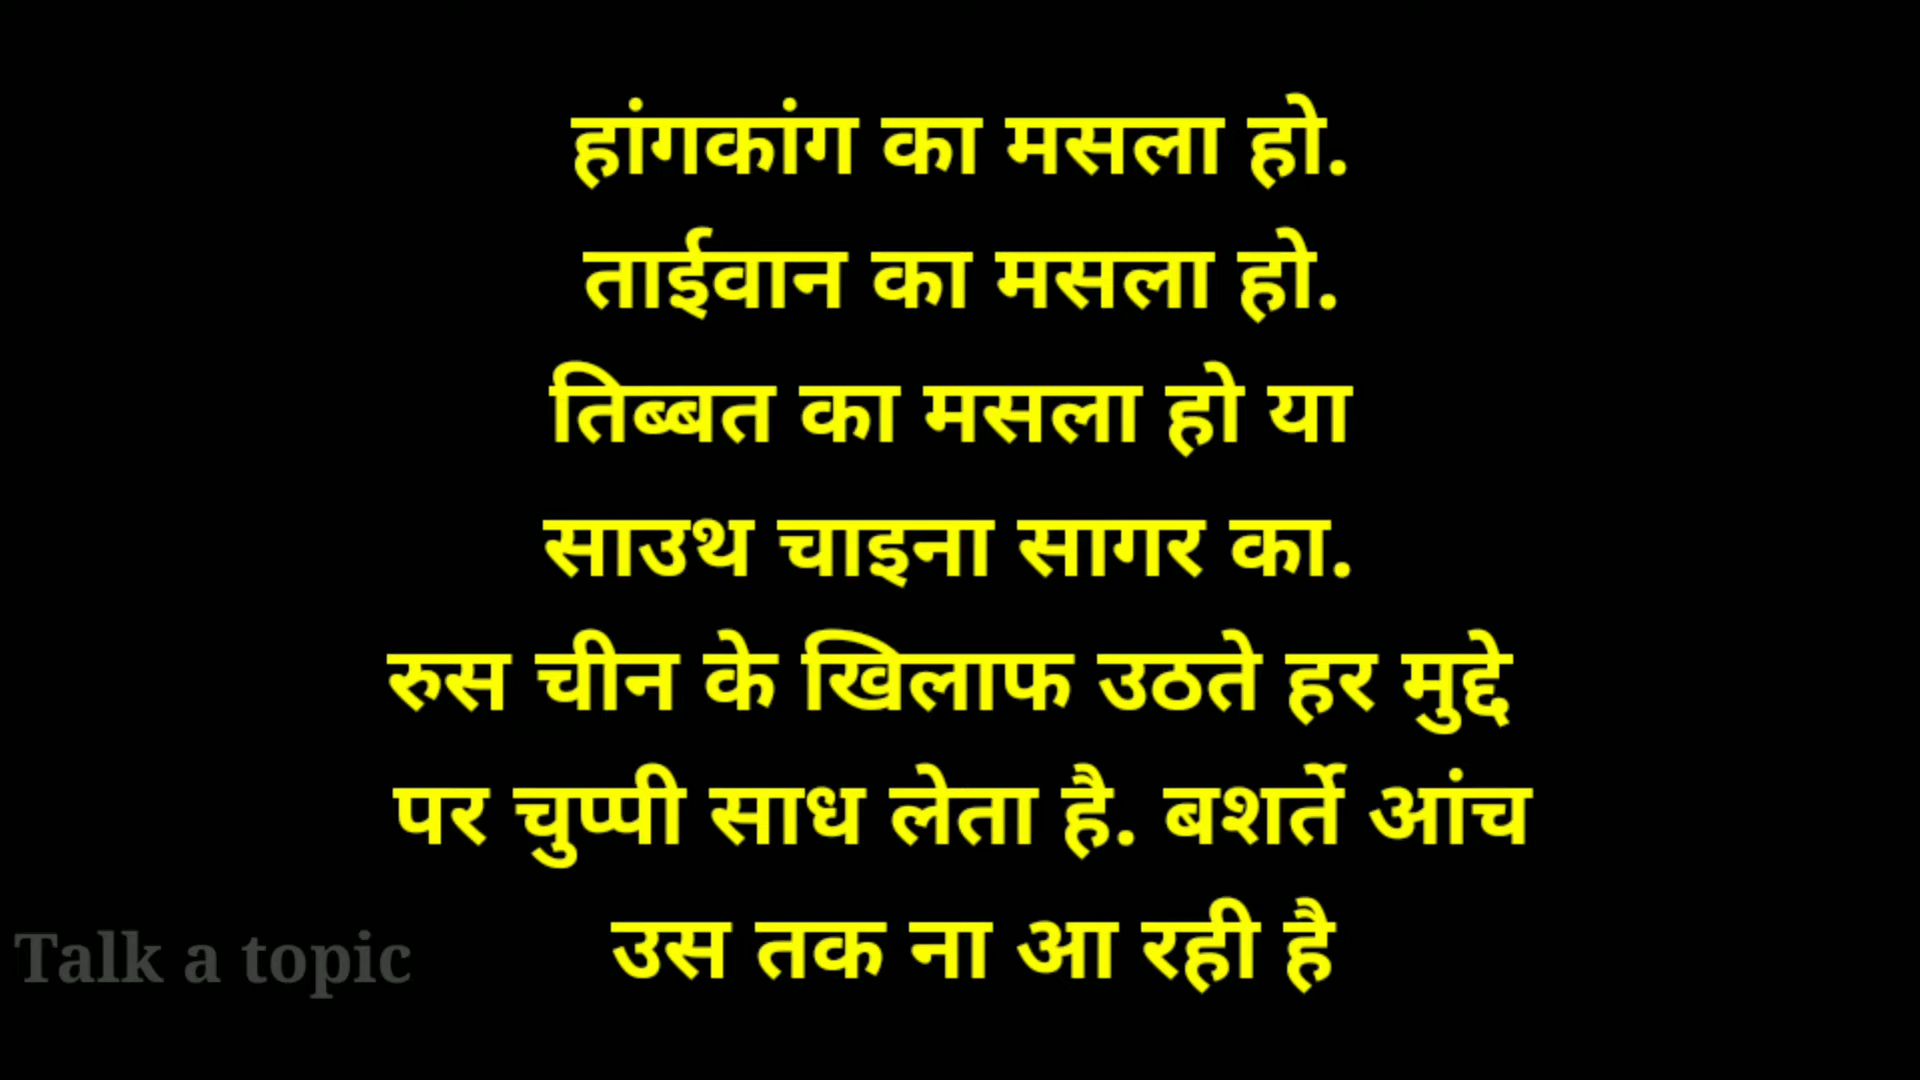 हांगकांग का मसला हो.
ताईवान का मसला हो.
तिब्बत का मसला हो या
साउथ चाइना सागर का.
रुस चीन के खिलाफ उठते हर मुद्दे
पर चुप्पी साध लेता है. बशर्ते आंच
उस तक ना आ रही है
Talk a topic